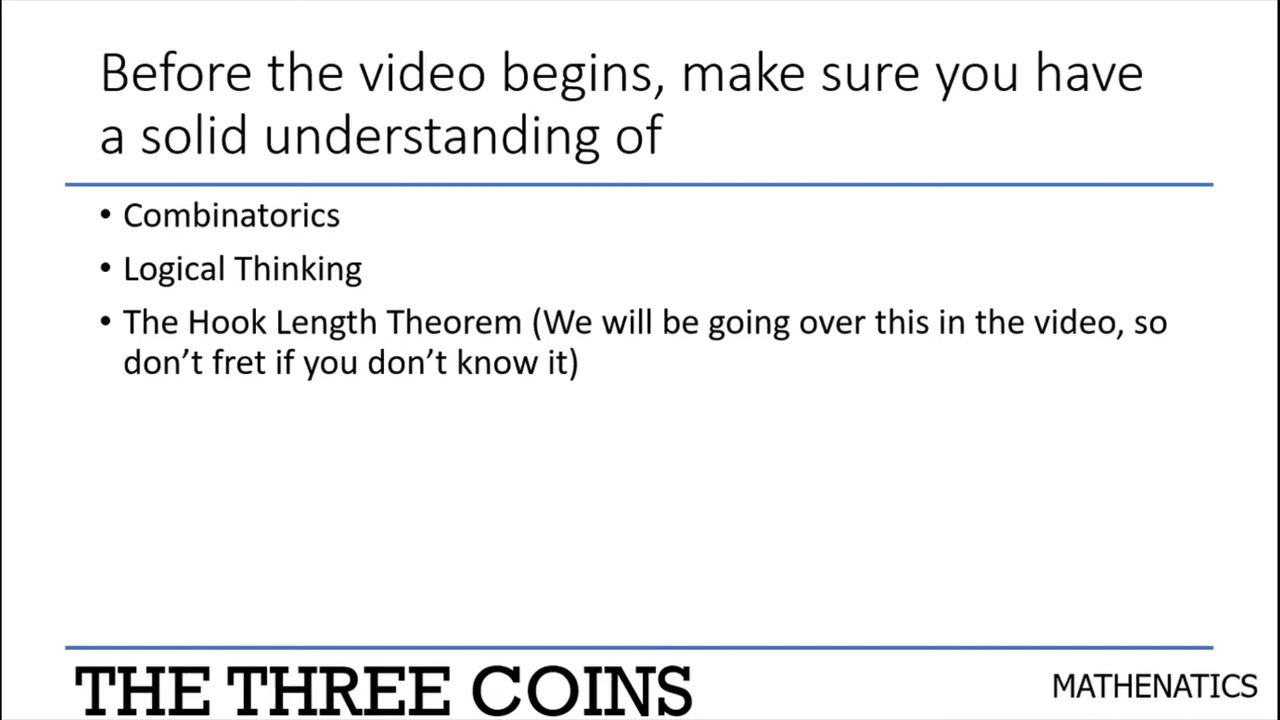 Before the video begins, make sure you have
a solid understanding of
• Combinatorics
• Logical Thinking
• The Hook Length Theorem (We will be going over this in the video, so
don’t fret if you don’t know it)
THE THREE COINS
MATHENATICS